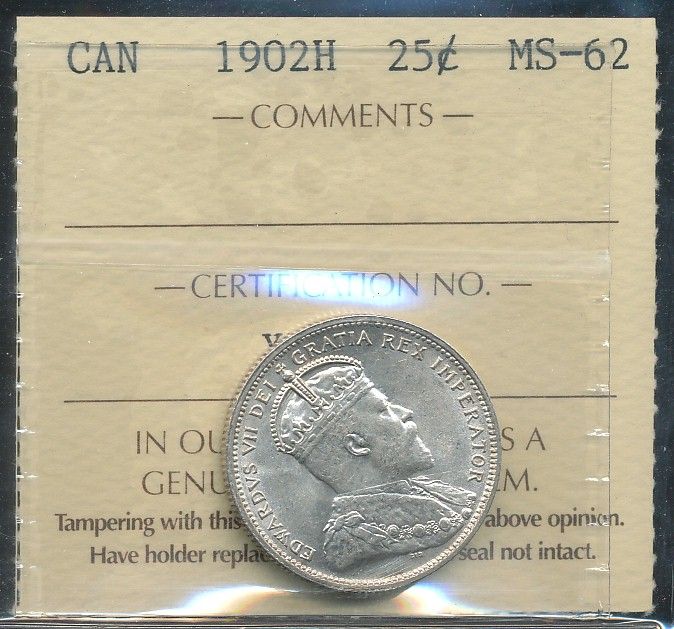 CAN 1902H 25¢ MS-62
— COMMENTS —
— CERTIFICATION NO. —
EDWARDVS VII DEI GRATIA REX IMPERATOR
IN OU S A
GENU M.
Tampering with this above opinion.
Have holder replac seal not intact.